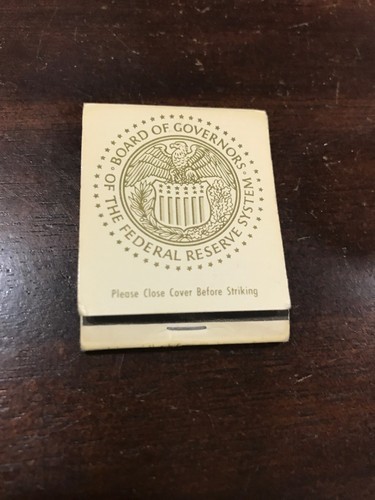 BOARD OF GOVERNORS
OF THE FEDERAL RESERVE SYSTEM
Please Close Cover Before Striking